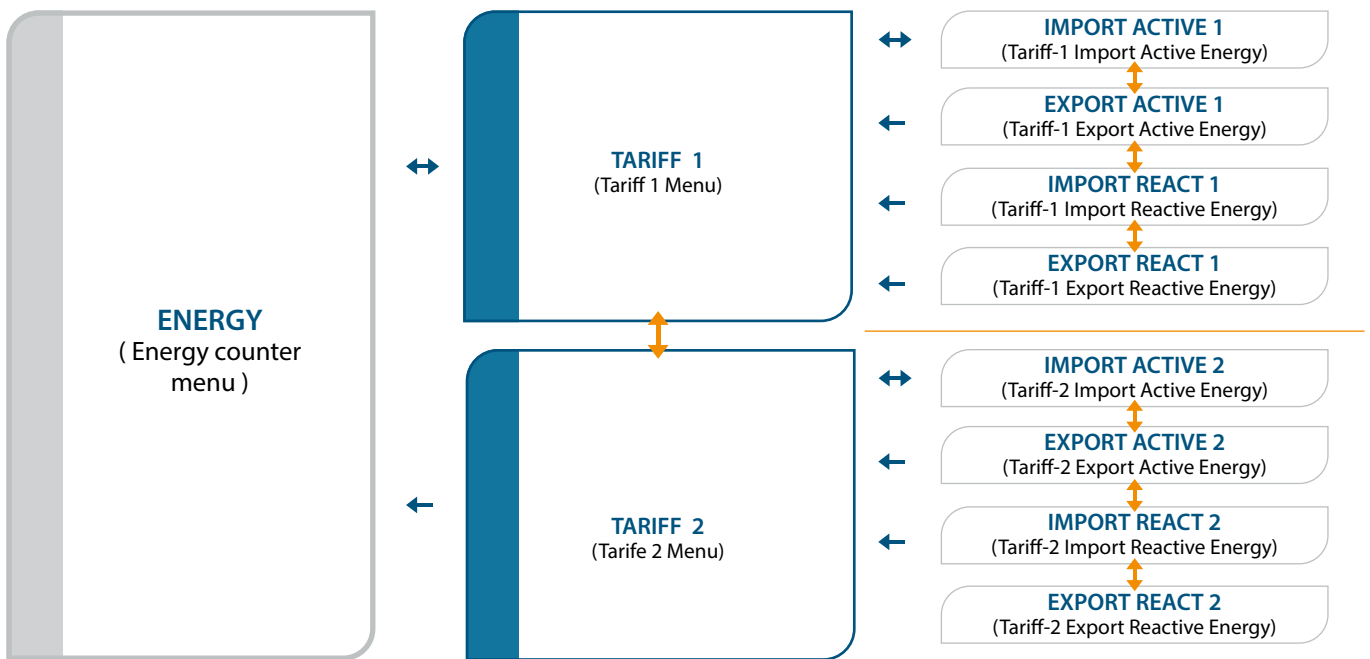 ENERGY
( Energy counter
menu )
TARIFF 1
(Tariff 1 Menu)
IMPORT ACTIVE 1
(Tariff-1 Import Active Energy)
EXPORT ACTIVE 1
(Tariff-1 Export Active Energy)
IMPORT REACT 1
(Tariff-1 Import Reactive Energy)
EXPORT REACT 1
(Tariff-1 Export Reactive Energy)
TARIFF 2
(Tarife 2 Menu)
IMPORT ACTIVE 2
(Tariff-2 Import Active Energy)
EXPORT ACTIVE 2
(Tariff-2 Export Active Energy)
IMPORT REACT 2
(Tariff-2 Import Reactive Energy)
EXPORT REACT 2
(Tariff-2 Export Reactive Energy)